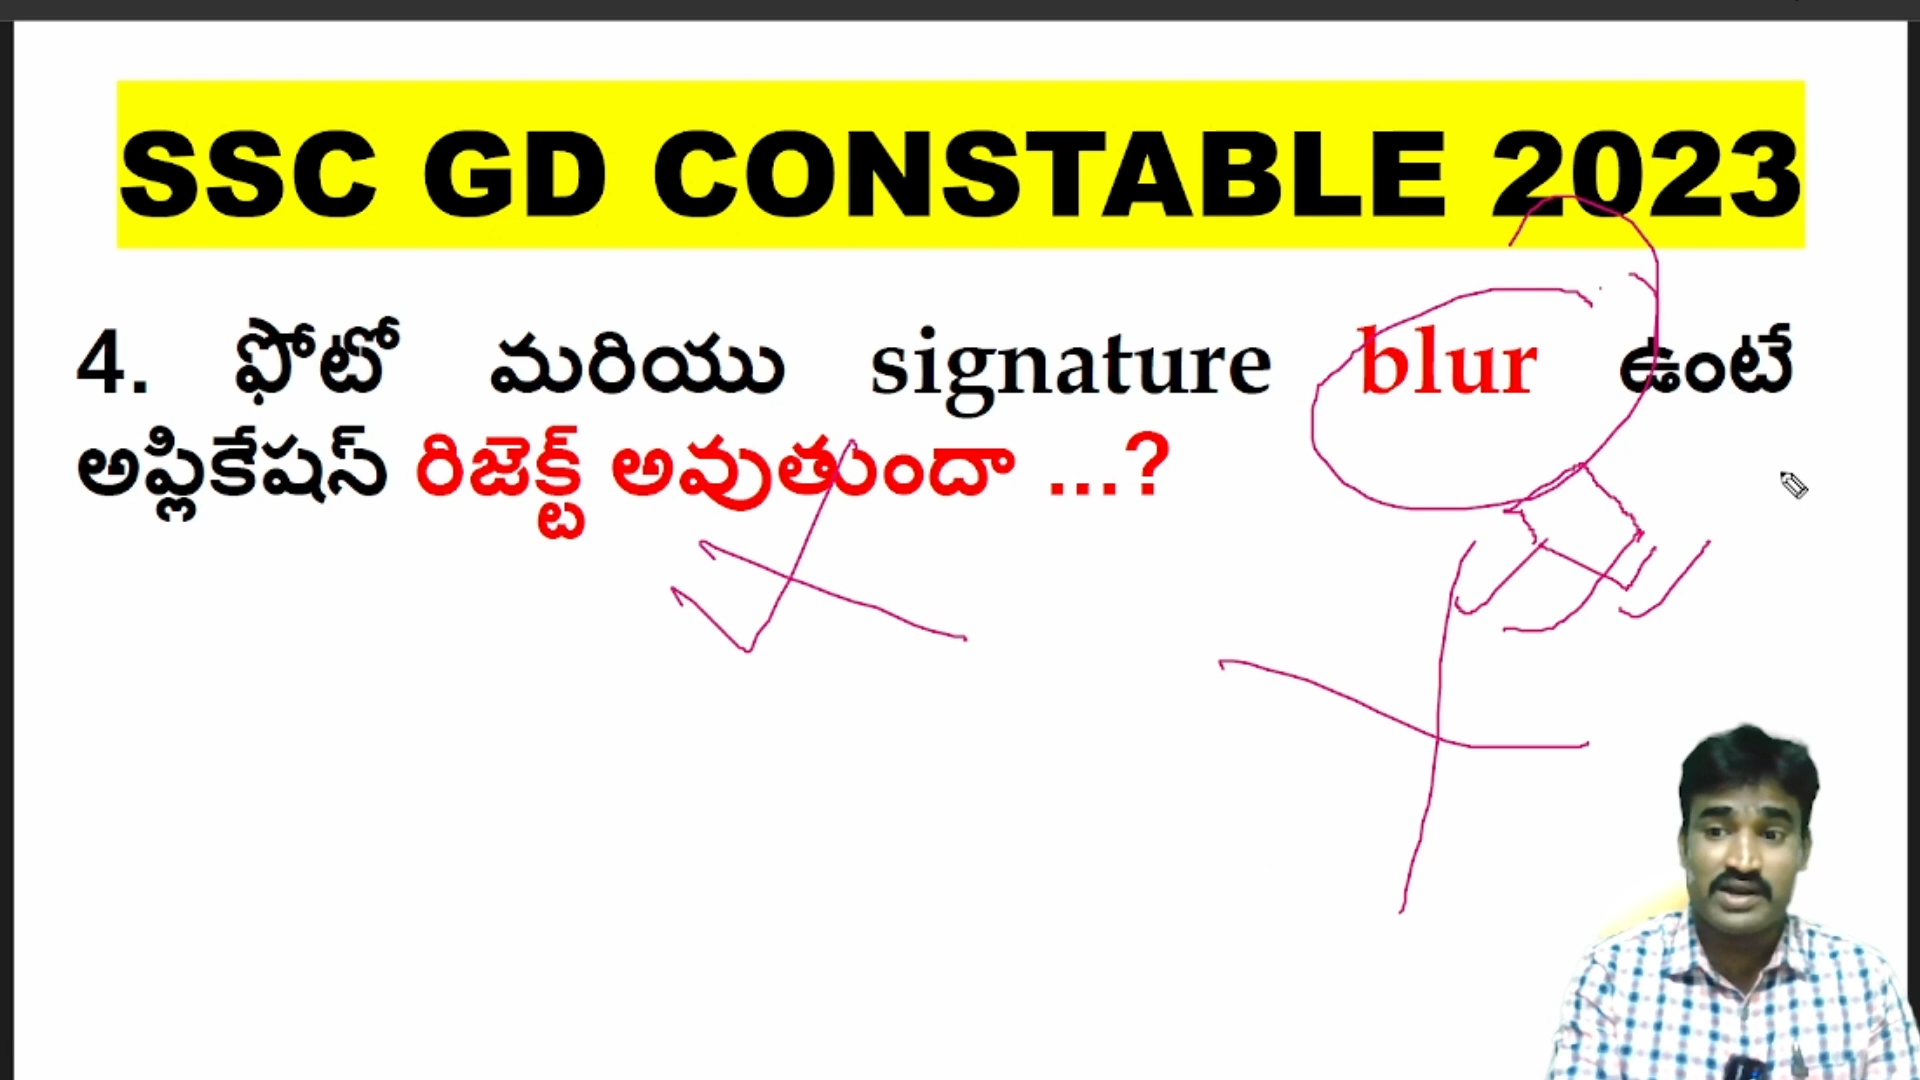 SSC GD CONSTABLE 2023
4. ఫోటో మరియు signature blur ఉంటే
అప్లికేషన్ రిజెక్ట్ అవుతుందా ...?